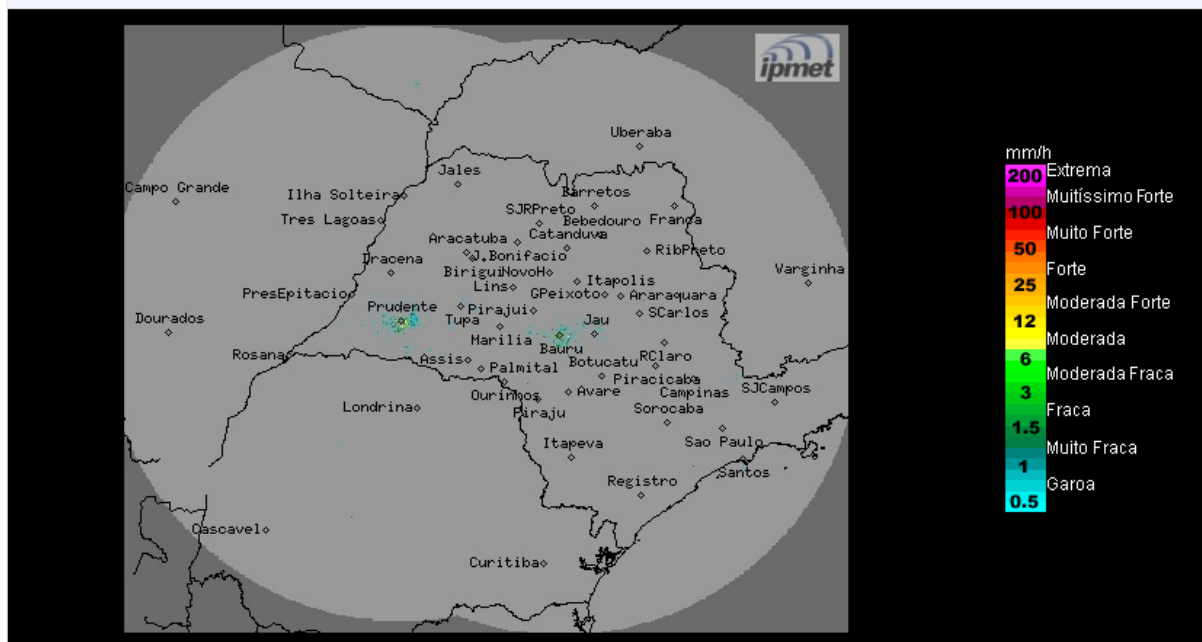 ipmet
Uberaba
Jales
Campo Grande
Ilha Solteira
Barretos
SJRPreto
Tres Lagoas
Bebedouro
Franca
Catanduva
Aracatuba
RibPreto
J.Bonifacio
Dracena
Birigui
NovoH
Varginha
Lins
Itapolis
PresEpitacio
GPeixoto
Araraquara
Prudente
Pirajui
SCarlos
Dourados
Tupa
Jau
Marilia
Bauru
Rosana
Assis
RClaro
Palmital
Botucatu
Piracicaba
SJCampos
Ourinhos
Avare
Campinas
Londrina
Piraju
Sorocaba
Itapeva
Sao Paulo
Santos
Registro
Cascavel
Curitiba
mm/h
200 Extrema
Muitíssimo Forte
100
Muito Forte
50
Forte
25
Moderada Forte
12
Moderada
6
Moderada Fraca
3
Fraca
1.5
Muito Fraca
1
Garoa
0.5